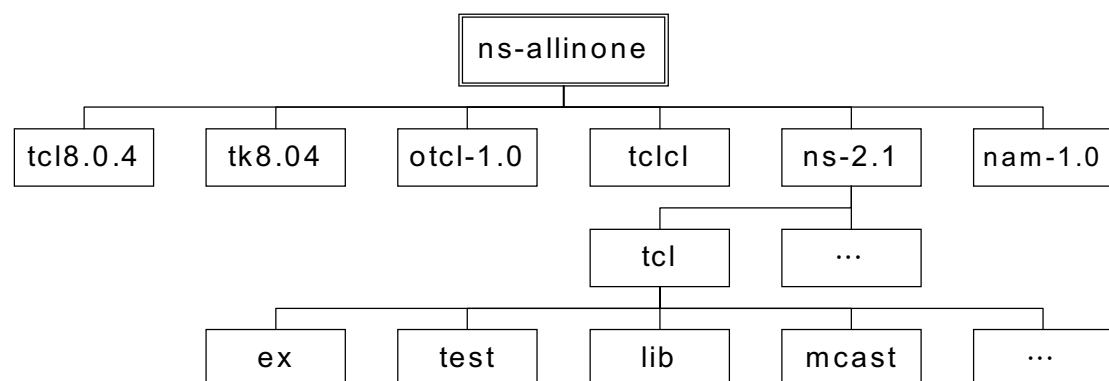 ns-allinone
tcl8.0.4 tk8.04 otcl-1.0 tclcl ns-2.1 nam-1.0
tcl ...
ex test lib mcast ...